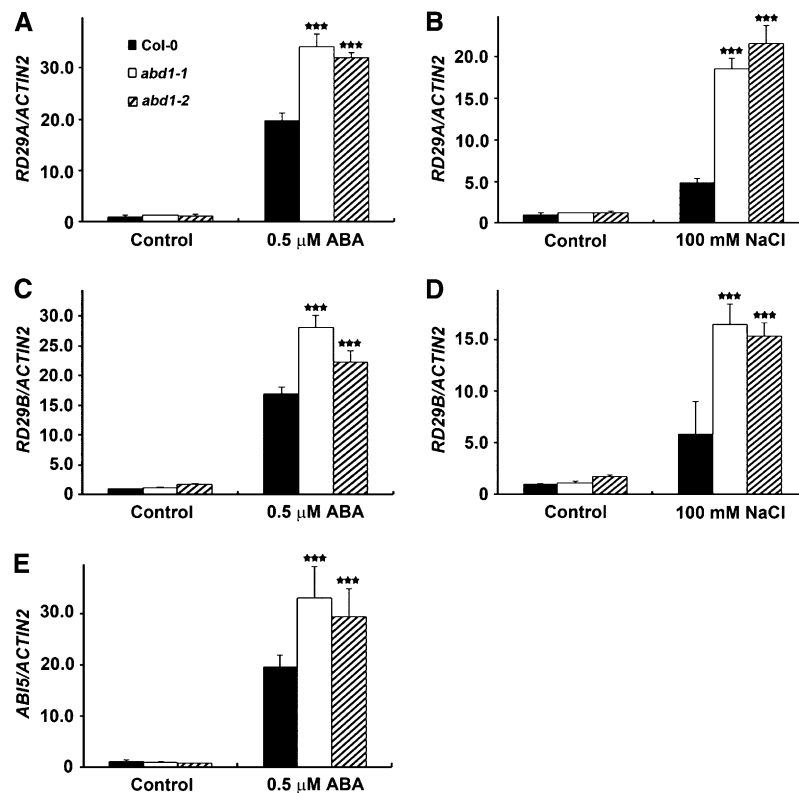 A
RD29A/ACTIN2
30.0
20.0
10.0
0
Col-0
abd1-1
abd1-2
***
***
Control
0.5 μM ABA
B
RD29A/ACTIN2
20.0
15.0
10.0
5.0
0
***
***
Control
100 mM NaCl
C
RD29B/ACTIN2
30.0
25.0
20.0
15.0
10.0
5.0
0
***
***
Control
0.5 μM ABA
D
RD29B/ACTIN2
15.0
10.0
5.0
0
***
***
Control
100 mM NaCl
E
ABI5/ACTIN2
30.0
20.0
10.0
0
***
***
Control
0.5 μM ABA